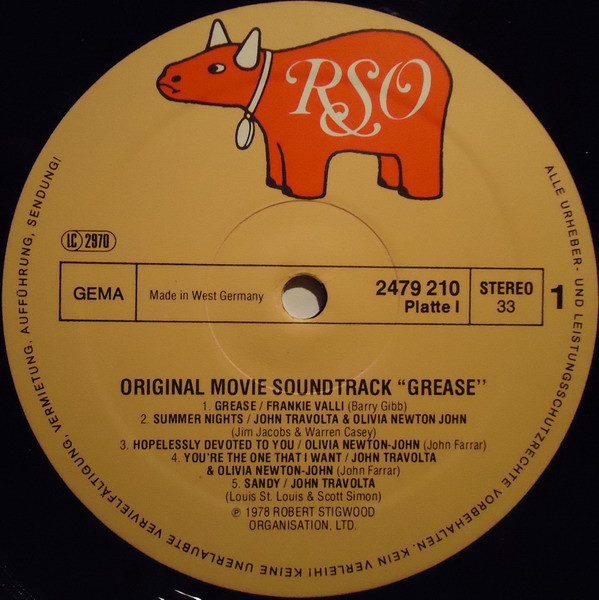 RSO
LC 2970
GEMA
Made in West Germany
2479 210
Platte I
STEREO
33
1
ORIGINAL MOVIE SOUNDTRACK “GREASE”
1. GREASE / FRANKIE VALLI (Barry Gibb)
2. SUMMER NIGHTS / JOHN TRAVOLTA & OLIVIA NEWTON JOHN
(Jim Jacobs & Warren Casey)
3. HOPELESSLY DEVOTED TO YOU / OLIVIA NEWTON-JOHN (John Farrar)
4. YOU'RE THE ONE THAT I WANT / JOHN TRAVOLTA
& OLIVIA NEWTON-JOHN (John Farrar)
5. SANDY / JOHN TRAVOLTA
(Louis St. Louis & Scott Simon)
℗ 1978 ROBERT STIGWOOD
ORGANISATION, LTD.
ALLE URHEBER- UND LEISTUNGSSCHUTZRECHTE VORBEHALTEN. KEIN VERLEIH! KEINE UNERLAUBTE VERVIELFÄLTIGUNG, VERMIETUNG, AUFFÜHRUNG, SENDUNG!